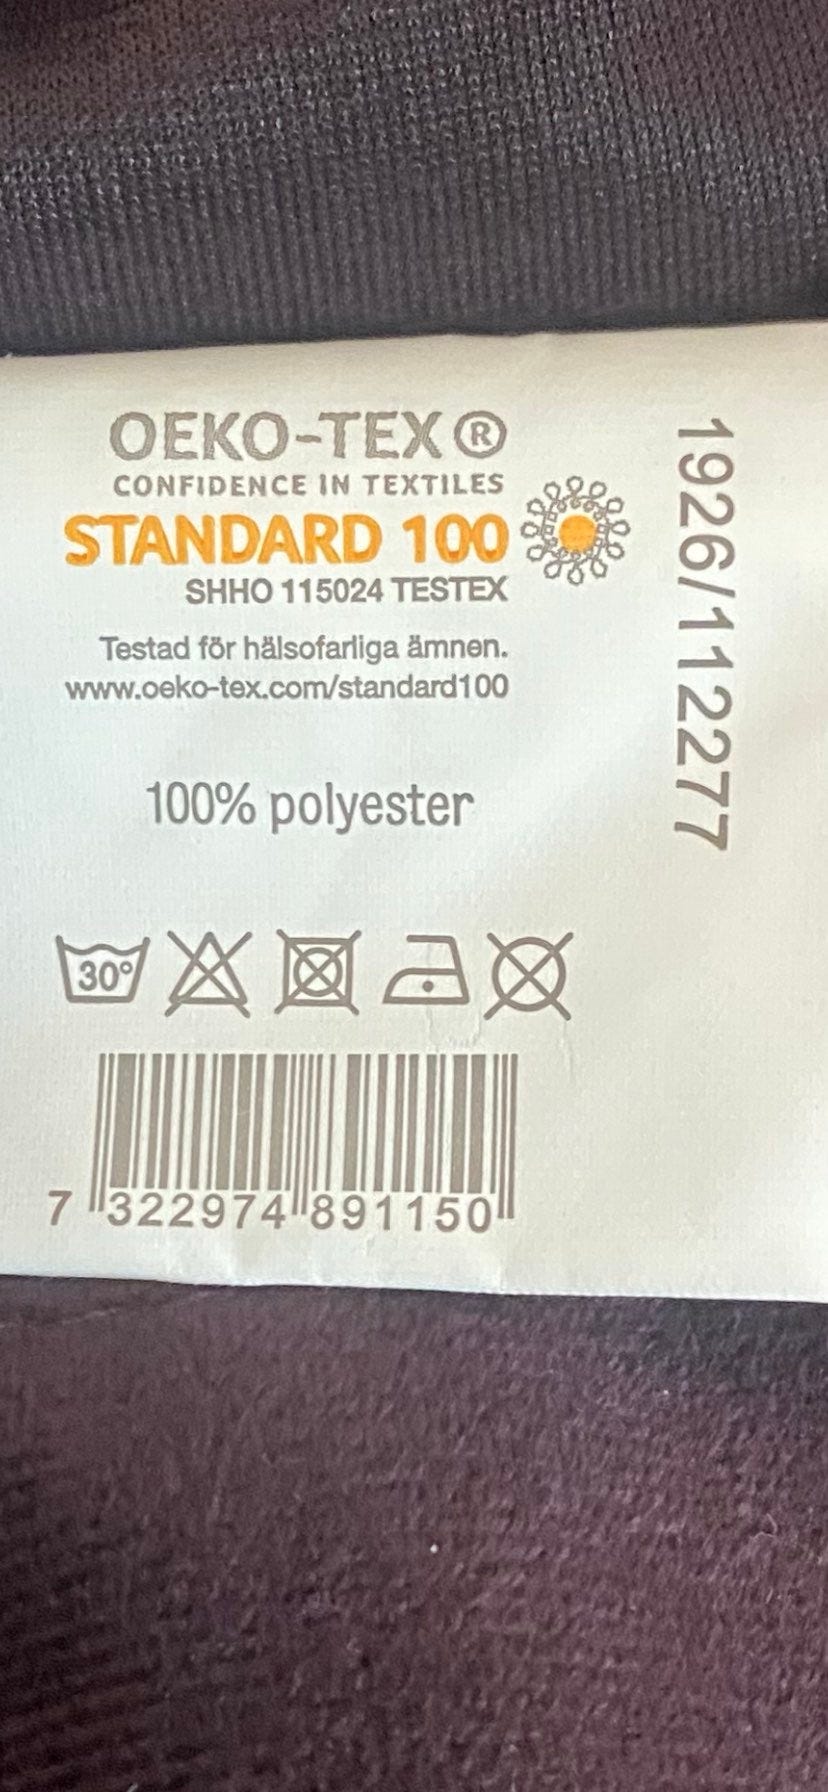 OEKO-TEX®
CONFIDENCE IN TEXTILES
STANDARD 100
SHHO 115024 TESTEX
Testad för hälsofarliga ämnen.
www.oeko-tex.com/standard100
1926/112277
100% polyester
30°
7 322974 891150